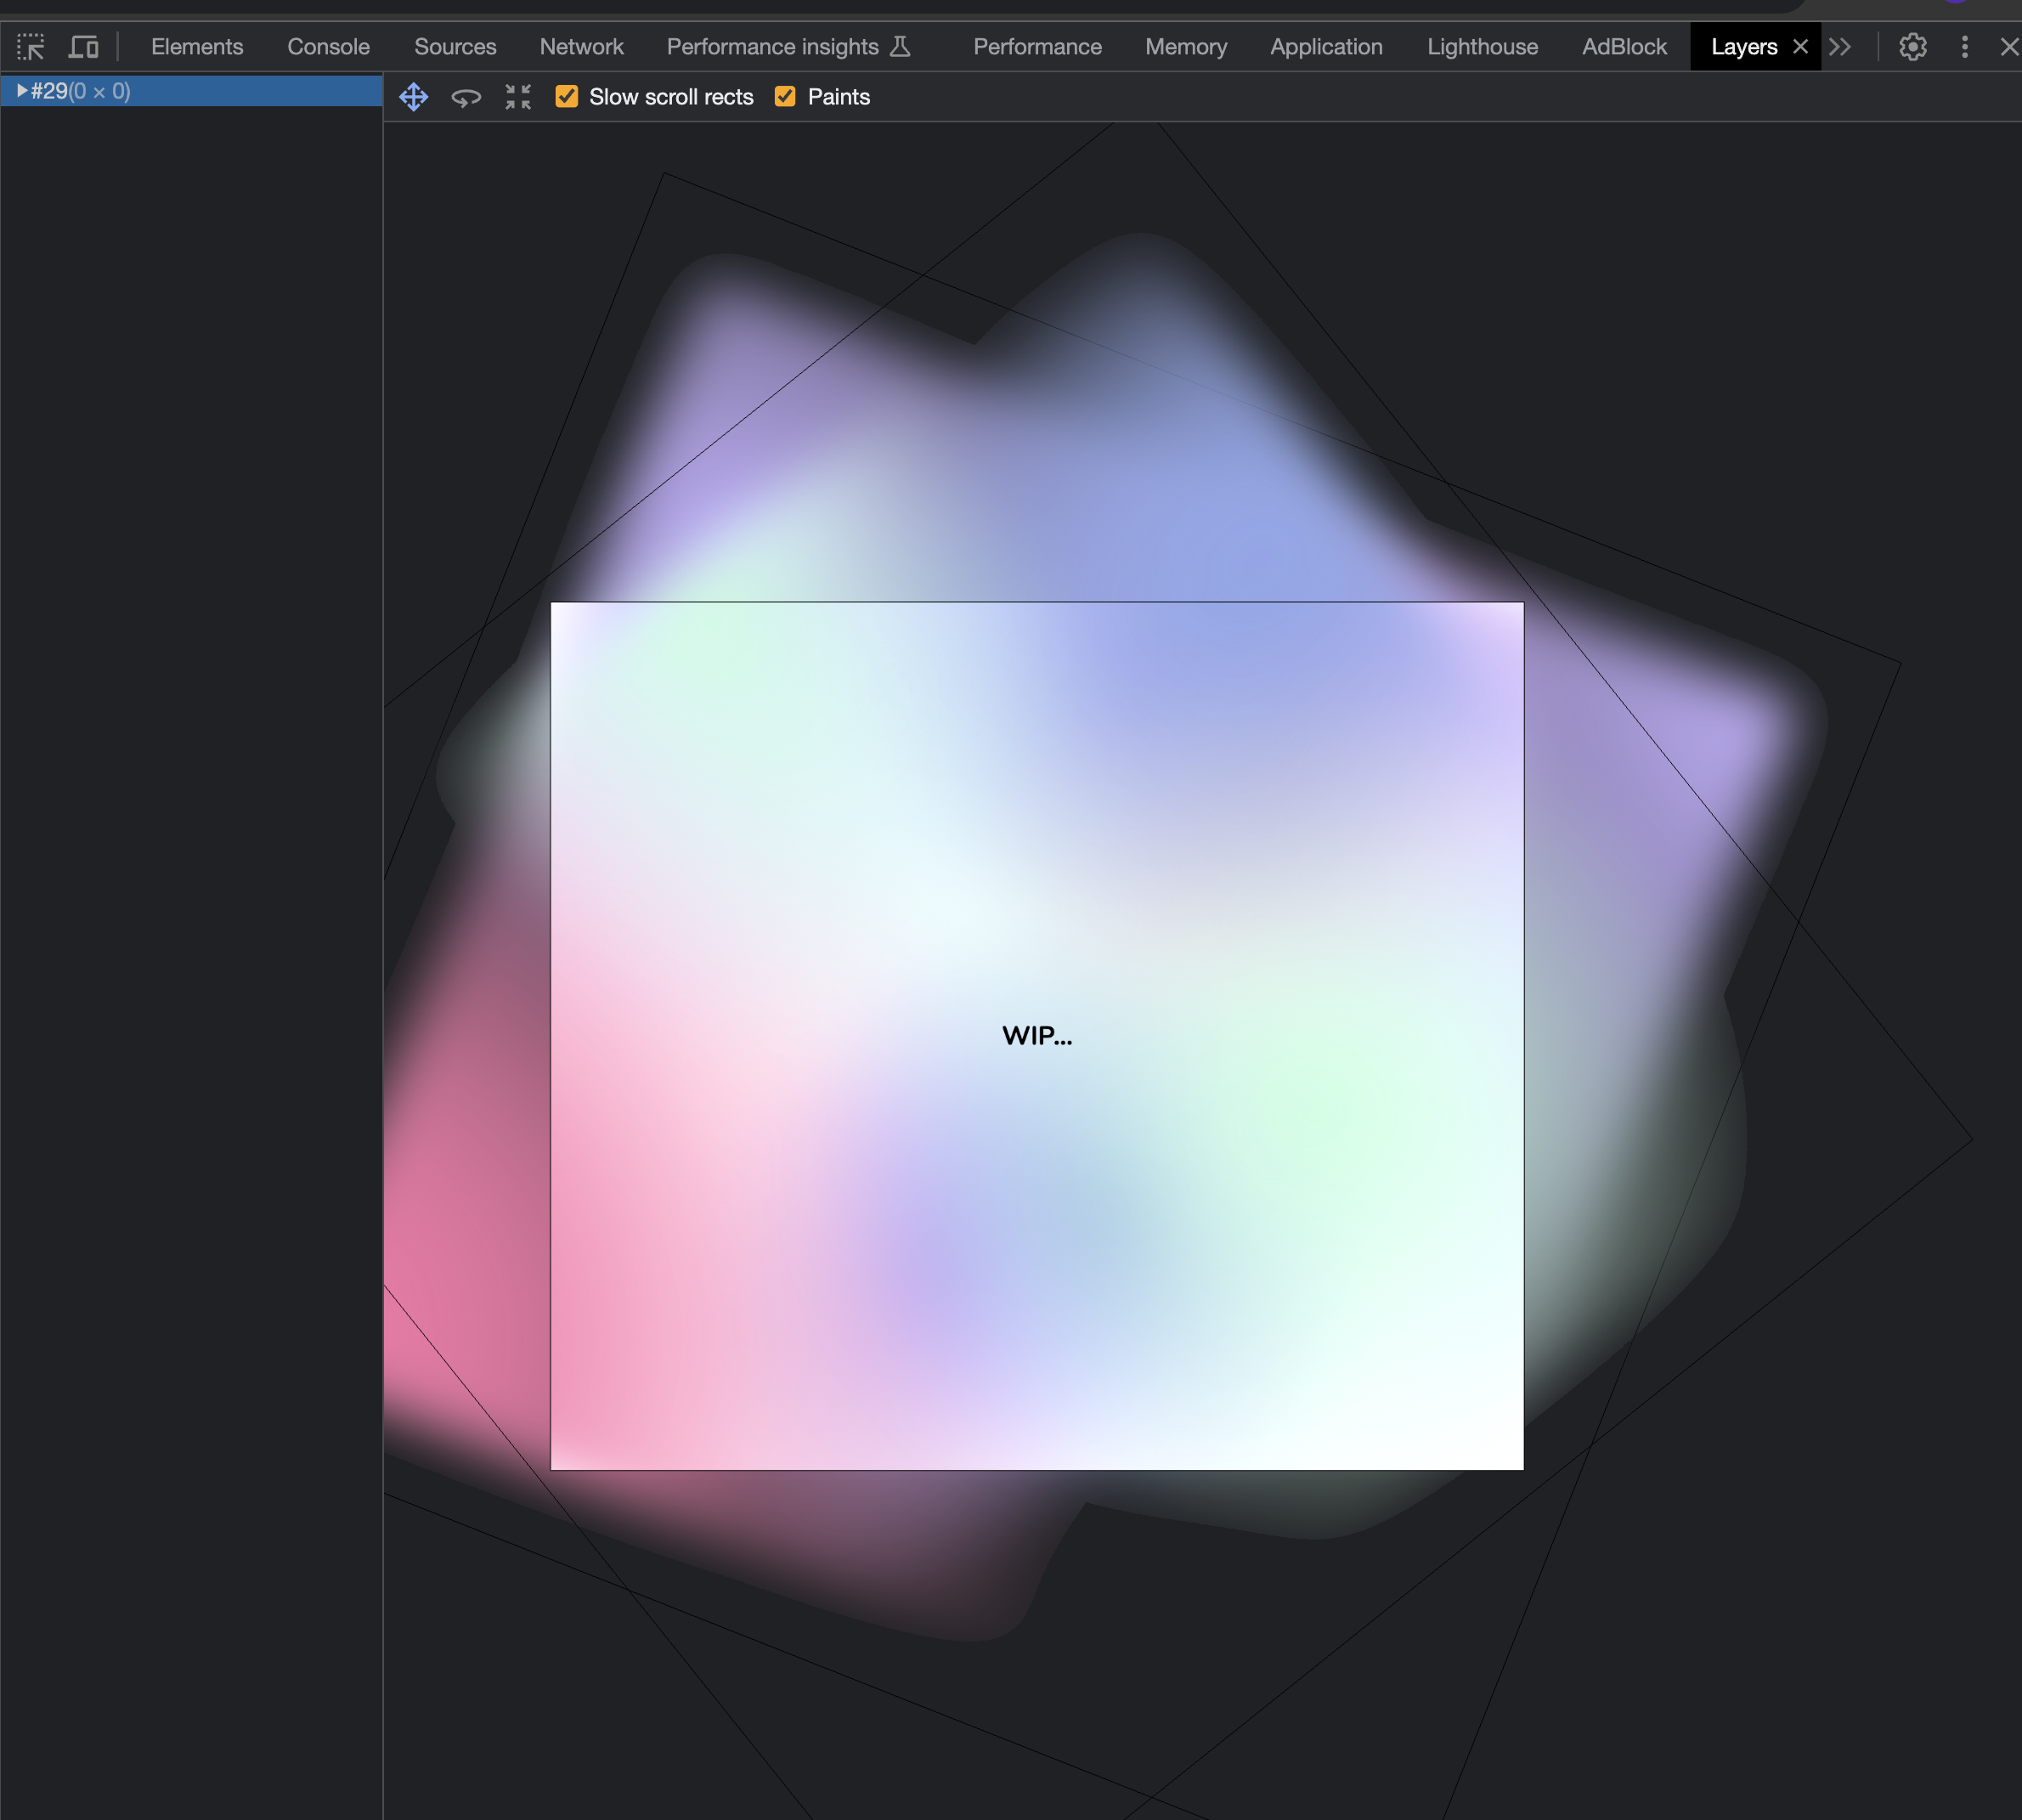 Elements Console Sources Network Performance insights Performance Memory Application Lighthouse AdBlock Layers
#29(0 × 0)
Slow scroll rects Paints
WIP...